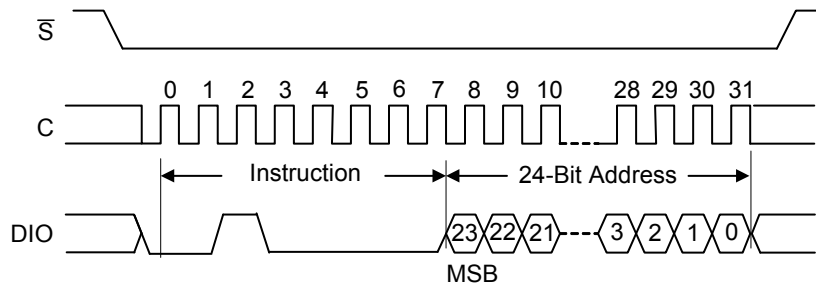 S̅
0 1 2 3 4 5 6 7 8 9 10 28 29 30 31
C
Instruction 24-Bit Address
DIO 23 22 21 3 2 1 0
MSB